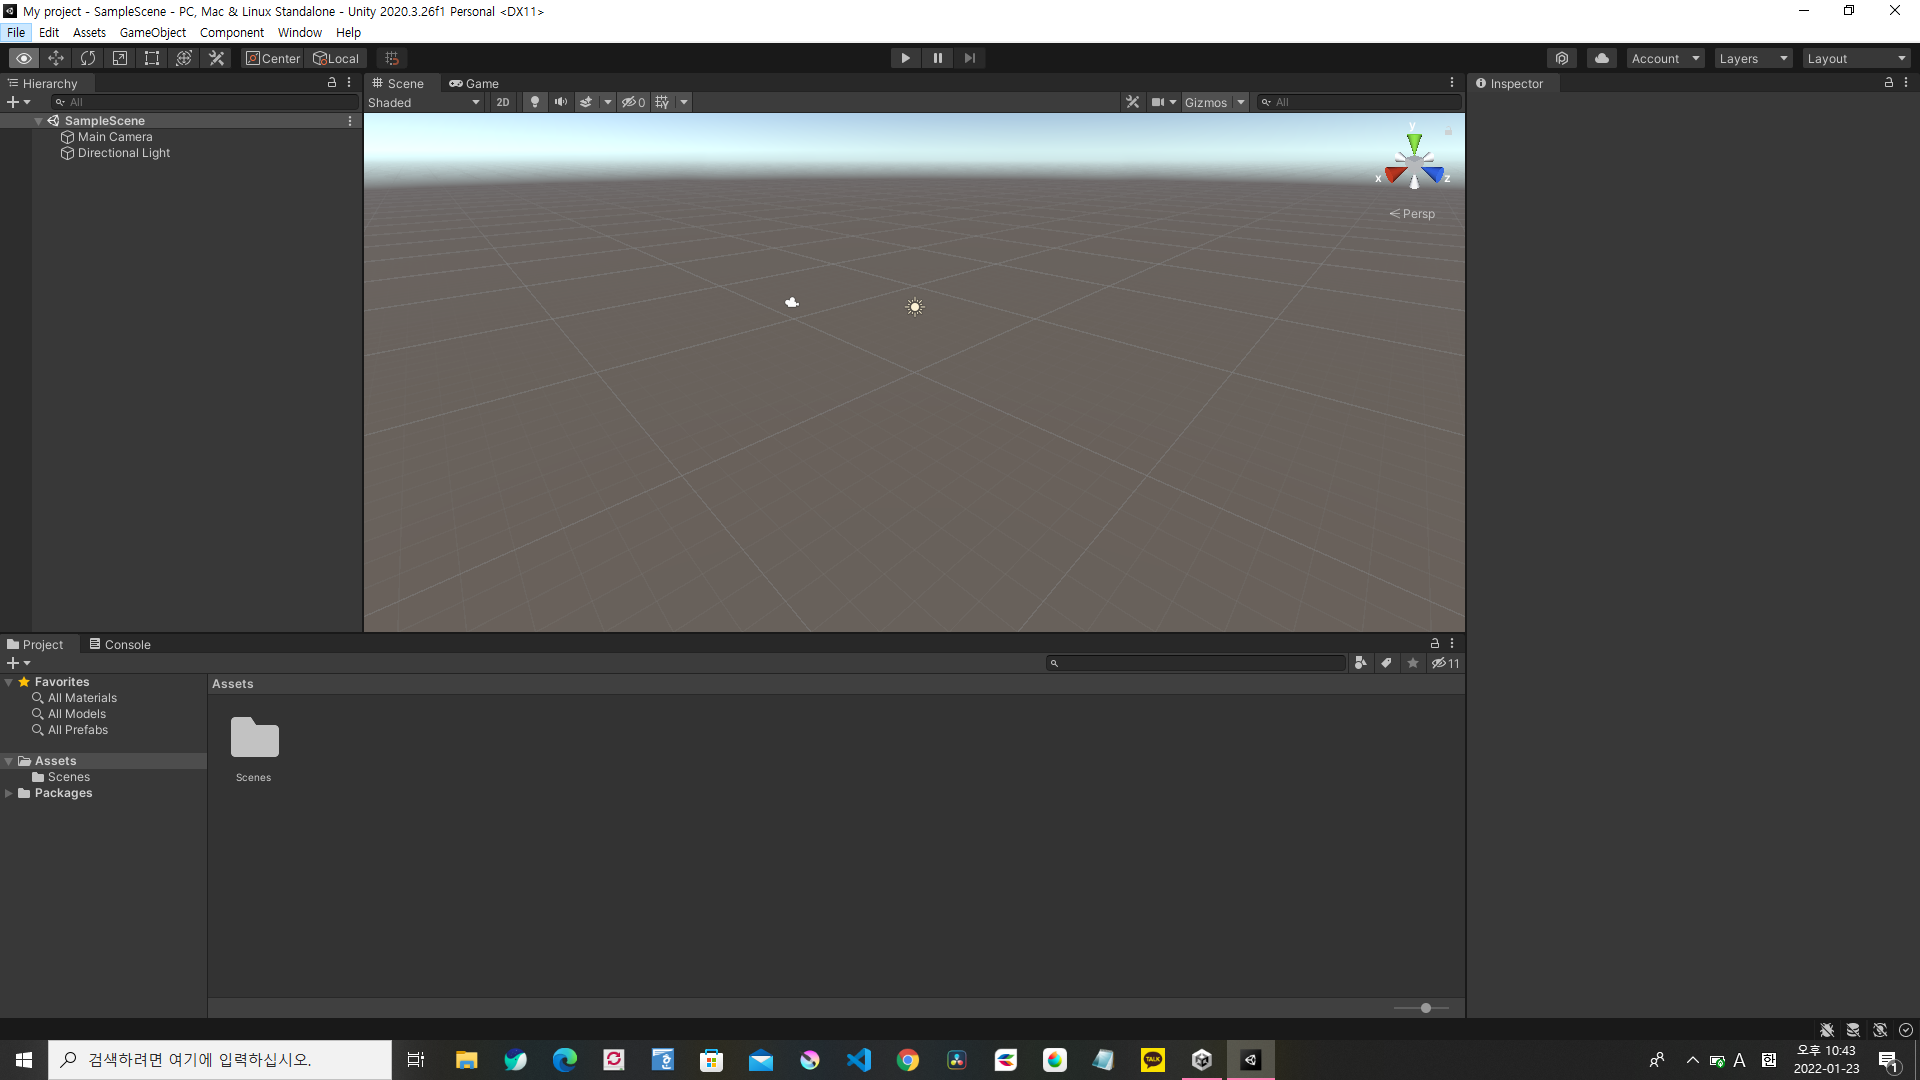 My project - SampleScene - PC, Mac & Linux Standalone - Unity 2020.3.26f1 Personal <DX11>
File Edit Assets GameObject Component Window Help
Center Local Account Layers Layout
Hierarchy
All
SampleScene
Main Camera
Directional Light
Scene Game
Shaded 2D 0 Gizmos All
y
x z
Persp
Inspector
Project Console
11
Favorites
All Materials
All Models
All Prefabs
Assets
Scenes
Packages
Assets
Scenes
검색하려면 여기에 입력하십시오.
TALK
A
오후 10:43
2022-01-23
1